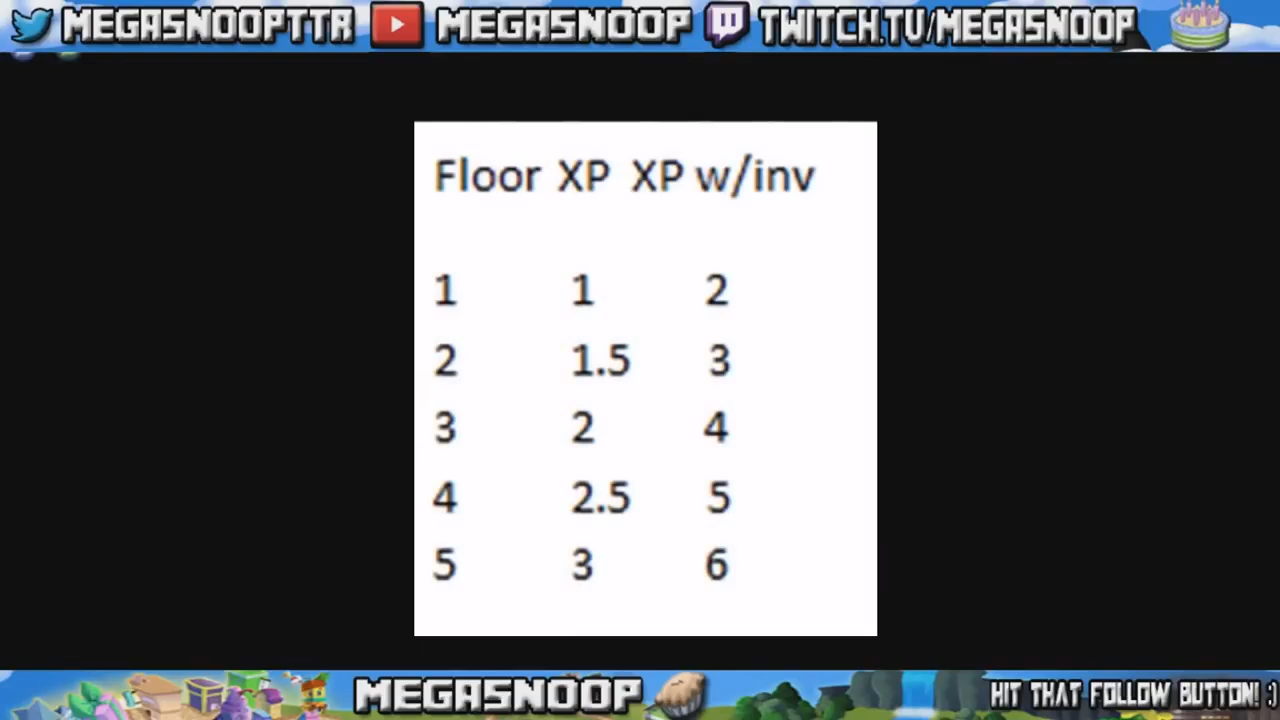 MEGASNOOPTTR MEGASNOOP TWITCH.TV/MEGASNOOP
Floor XP XP w/inv
1 1 2
2 1.5 3
3 2 4
4 2.5 5
5 3 6
MEGASNOOP HIT THAT FOLLOW BUTTON! :)